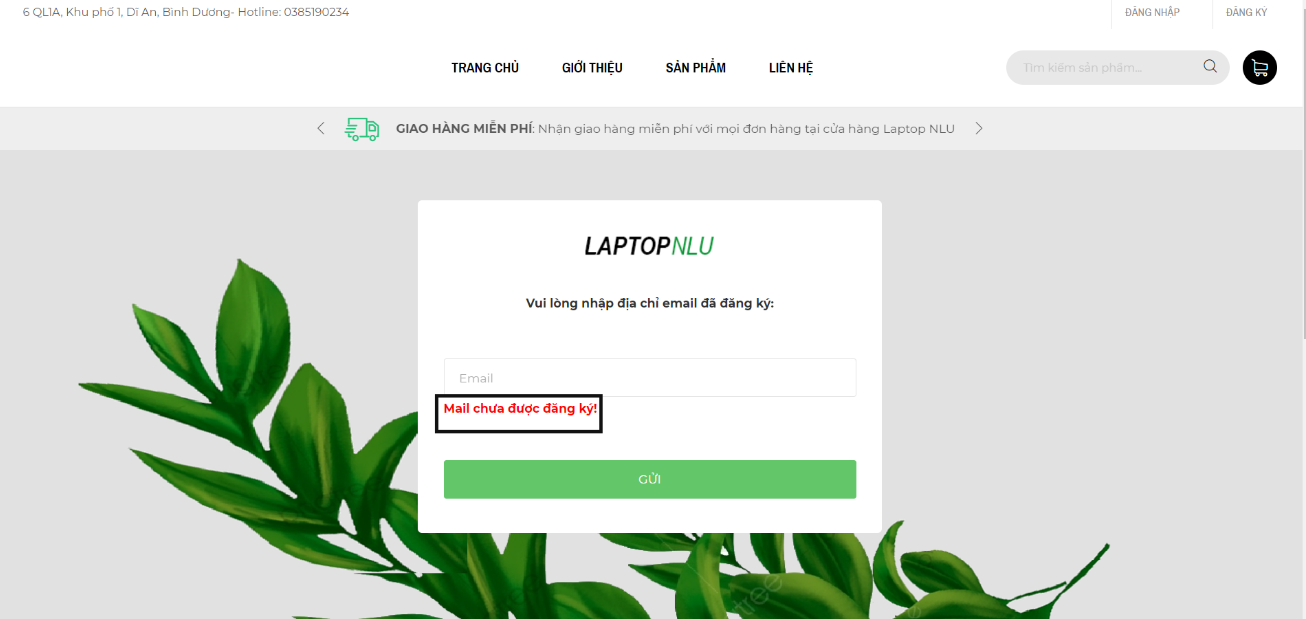 6 QL1A, Khu phố 1, Dĩ An, Bình Dương- Hotline: 0385190234
ĐĂNG NHẬP
ĐĂNG KÝ
TRANG CHỦ
GIỚI THIỆU
SẢN PHẨM
LIÊN HỆ
Tìm kiếm sản phẩm...
GIAO HÀNG MIỄN PHÍ: Nhận giao hàng miễn phí với mọi đơn hàng tại cửa hàng Laptop NLU
LAPTOPNLU
Vui lòng nhập địa chỉ email đã đăng ký:
Email
Mail chưa được đăng ký!
GỬI